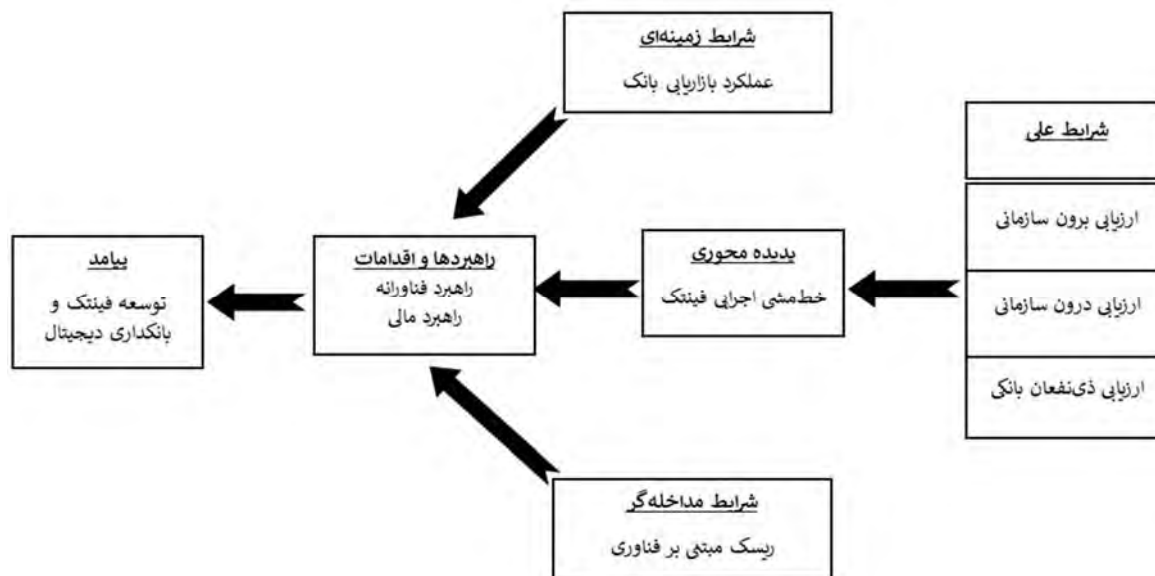 شرایط زمینه‌ای
عملکرد بازاریابی بانک
شرایط علی
ارزیابی برون سازمانی
ارزیابی درون سازمانی
ارزیابی ذی‌نفعان بانکی
پدیده محوری
خط‌مشی اجرایی فینتک
راهبردها و اقدامات
راهبرد فناورانه
راهبرد مالی
پیامد
توسعه فینتک و
بانکداری دیجیتال
شرایط مداخله‌گر
ریسک مبتنی بر فناوری